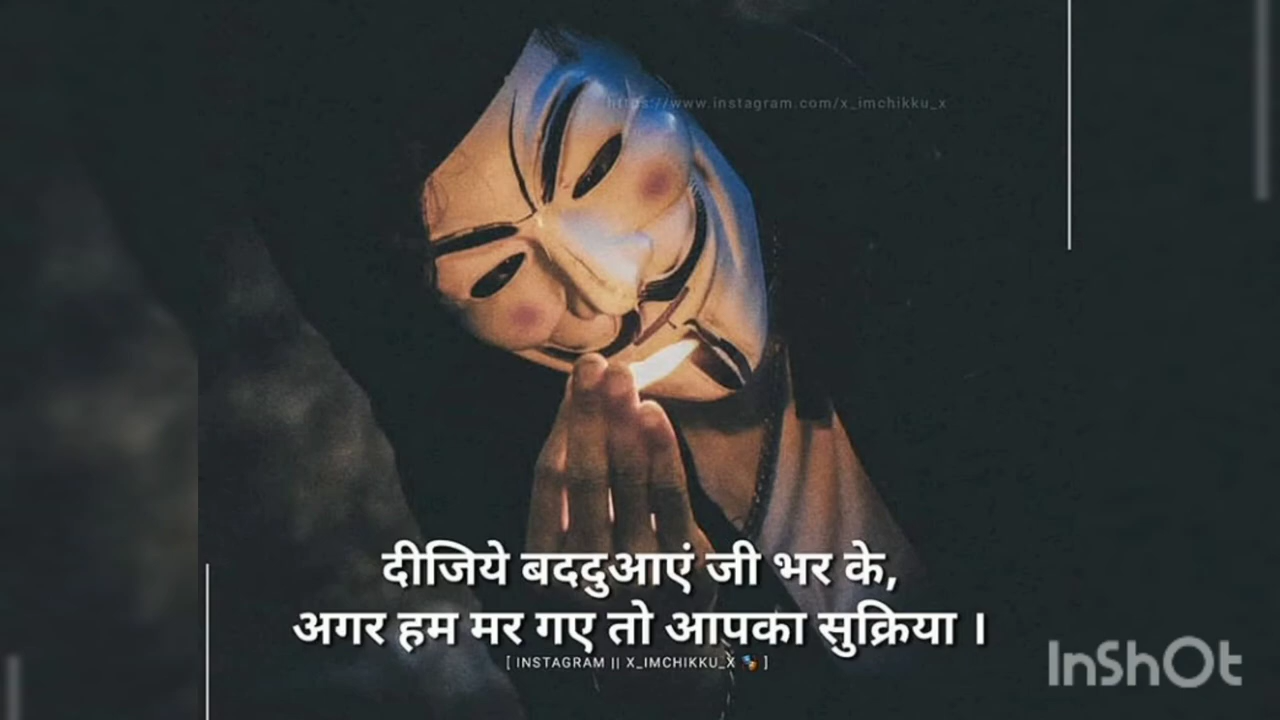 https://www.instagram.com/x_imchikku_x
दीजिये बददुआएं जी भर के,
अगर हम मर गए तो आपका सुक्रिया ।
[ INSTAGRAM || X_IMCHIKKU_X 🎭 ]
InShOt